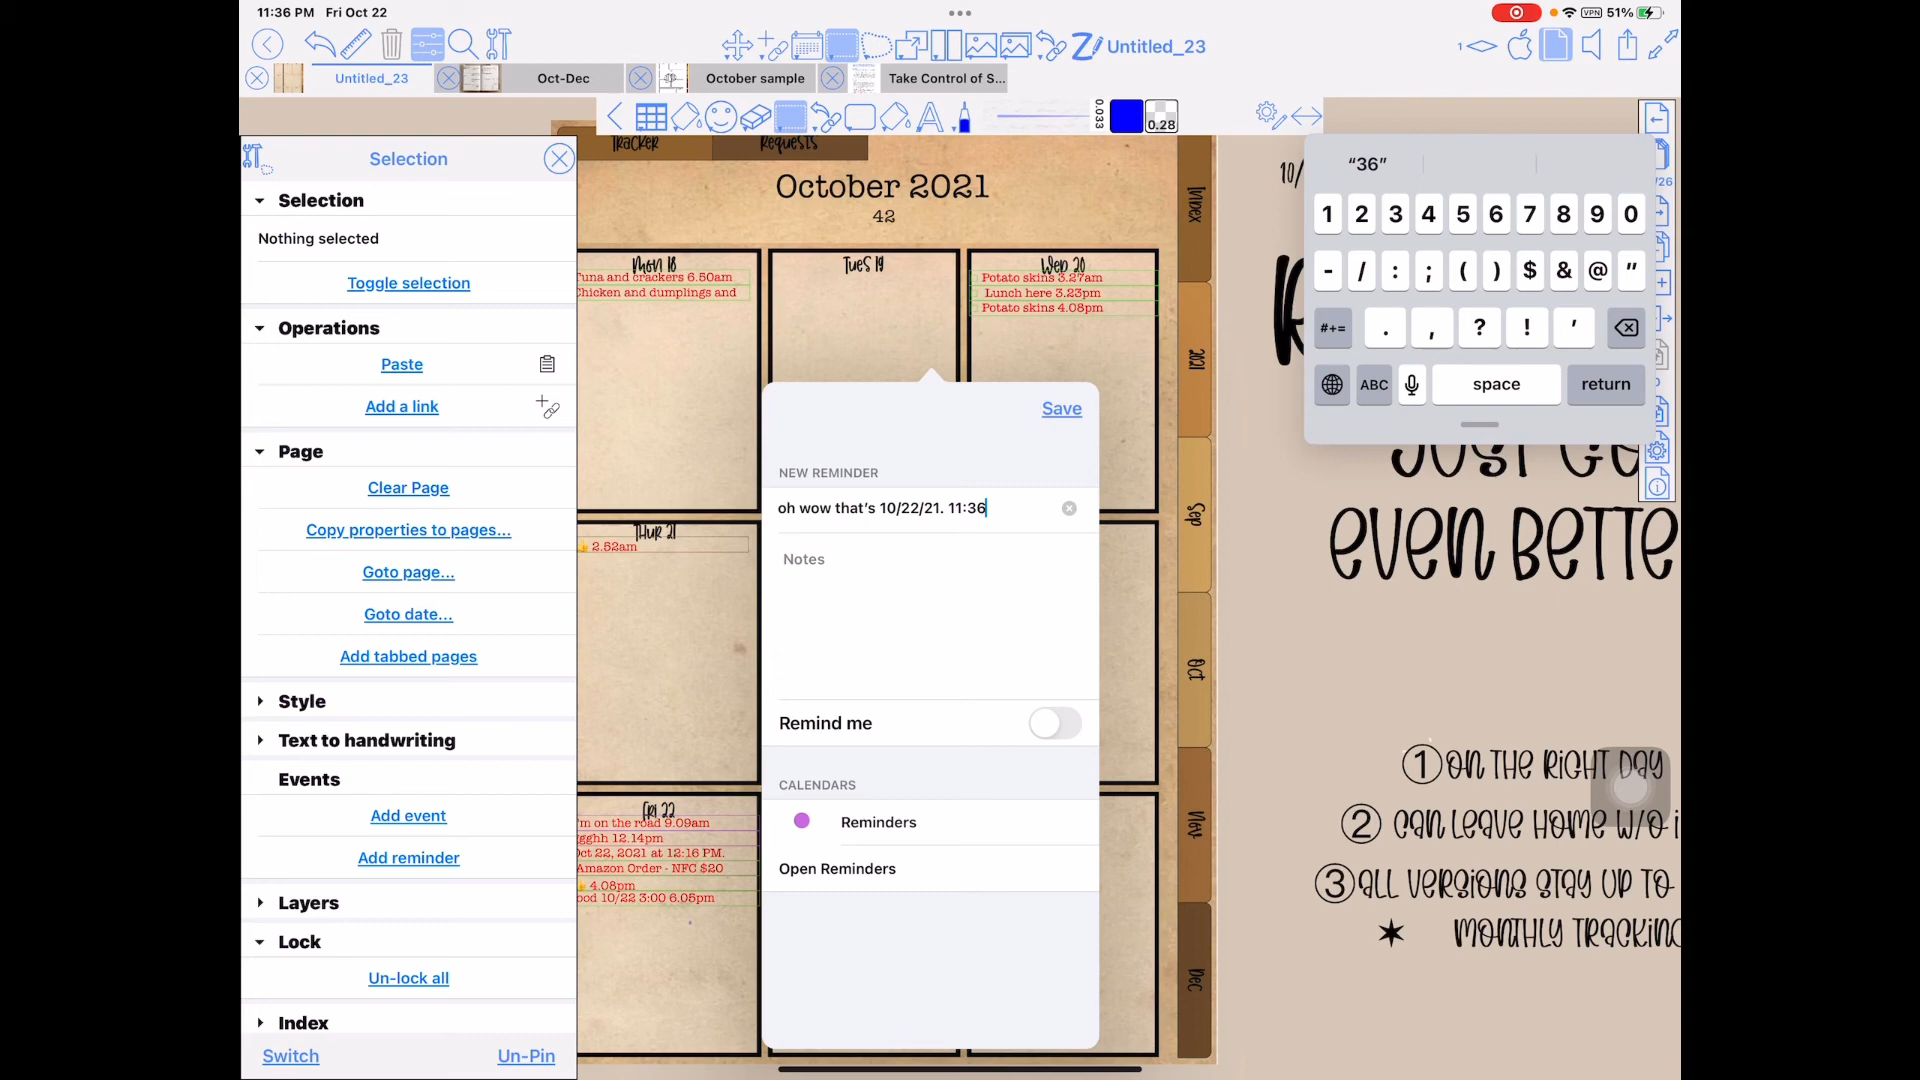 11:36 PM Fri Oct 22
VPN 51%
Untitled_23
1
Untitled_23
Oct-Dec
October sample
Take Control of S...
0.033
0.28
Selection
Selection
Nothing selected
Toggle selection
Operations
Paste
Add a link
Page
Clear Page
Copy properties to pages...
Goto page...
Goto date...
Add tabbed pages
Style
Text to handwriting
Events
Add event
Add reminder
Layers
Lock
Un-lock all
Index
Switch
Un-Pin
Tracker
Requests
October 2021
42
Mon 18
Tuna and crackers 6.50am
Chicken and dumplings and
Tues 19
Wed 20
Potato skins 3.27am
Lunch here 3.23pm
Potato skins 4.08pm
Thur 21
2.52am
Fri 22
I'm on the road 9.09am
ggghh 12.14pm
Oct 22, 2021 at 12:16 PM.
Amazon Order - NFC $20
4.08pm
ood 10/22 3:00 6.05pm
Save
NEW REMINDER
oh wow that's 10/22/21. 11:36
Notes
Remind me
CALENDARS
Reminders
Open Reminders
Index
2021
Sep
Oct
Nov
Dec
10/
"36"
1 2 3 4 5 6 7 8 9 0
- / : ; ( ) $ & @ "
#+= . , ? ! '
ABC space return
/26
Just Ge
even bette
1 on the right day
2 can leave home w/o i
3 all versions stay up to
monthly tracking